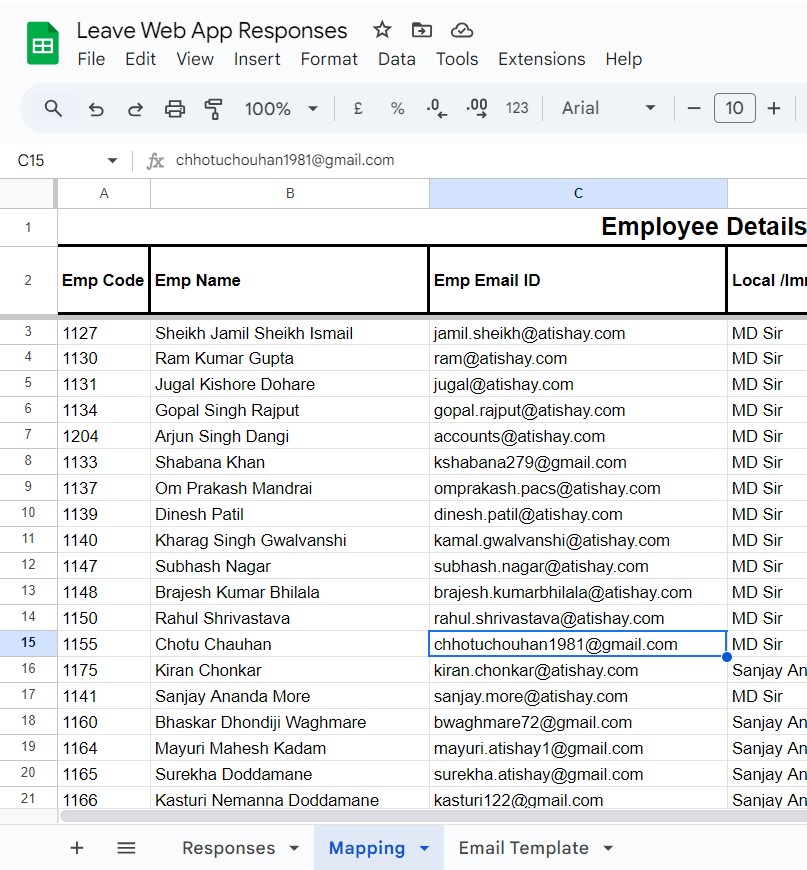 Leave Web App Responses
File Edit View Insert Format Data Tools Extensions Help
100% £ % .0 .00 123 Arial 10
C15 fx chhotuchouhan1981@gmail.com
A B C
1 Employee Details
2 Emp Code Emp Name Emp Email ID Local /Imm
3 1127 Sheikh Jamil Sheikh Ismail jamil.sheikh@atishay.com MD Sir
4 1130 Ram Kumar Gupta ram@atishay.com MD Sir
5 1131 Jugal Kishore Dohare jugal@atishay.com MD Sir
6 1134 Gopal Singh Rajput gopal.rajput@atishay.com MD Sir
7 1204 Arjun Singh Dangi accounts@atishay.com MD Sir
8 1133 Shabana Khan kshabana279@gmail.com MD Sir
9 1137 Om Prakash Mandrai omprakash.pacs@atishay.com MD Sir
10 1139 Dinesh Patil dinesh.patil@atishay.com MD Sir
11 1140 Kharag Singh Gwalvanshi kamal.gwalvanshi@atishay.com MD Sir
12 1147 Subhash Nagar subhash.nagar@atishay.com MD Sir
13 1148 Brajesh Kumar Bhilala brajesh.kumarbhilala@atishay.com MD Sir
14 1150 Rahul Shrivastava rahul.shrivastava@atishay.com MD Sir
15 1155 Chotu Chauhan chhotuchouhan1981@gmail.com MD Sir
16 1175 Kiran Chonkar kiran.chonkar@atishay.com Sanjay An
17 1141 Sanjay Ananda More sanjay.more@atishay.com MD Sir
18 1160 Bhaskar Dhondiji Waghmare bwaghmare72@gmail.com Sanjay An
19 1164 Mayuri Mahesh Kadam mayuri.atishay1@gmail.com Sanjay An
20 1165 Surekha Doddamane surekha.atishay@gmail.com Sanjay An
21 1166 Kasturi Nemanna Doddamane kasturi122@gmail.com Sanjay An
Responses Mapping Email Template